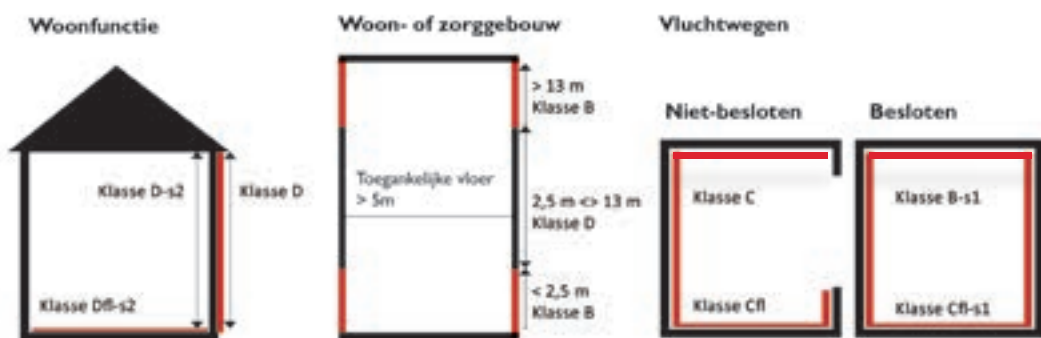 Woonfunctie
Klasse D-s2
Klasse D
Klasse Dfl-s2
Woon- of zorggebouw
> 13 m
Klasse B
Toegankelijke vloer
> 5m
2,5 m <> 13 m
Klasse D
< 2,5 m
Klasse B
Vluchtwegen
Niet-besloten
Klasse C
Klasse Cfl
Besloten
Klasse B-s1
Klasse Cfl-s1